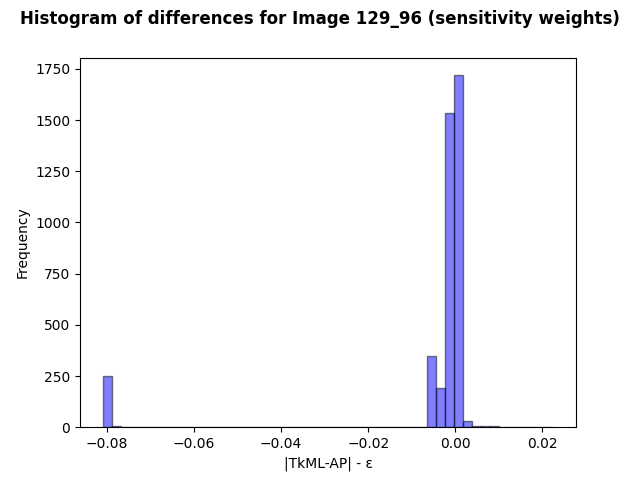 Histogram of differences for Image 129_96 (sensitivity weights)
1750
1500
1250
1000
750
500
250
0
Frequency
−0.08 −0.06 −0.04 −0.02 0.00 0.02
|TkML-AP| - ε